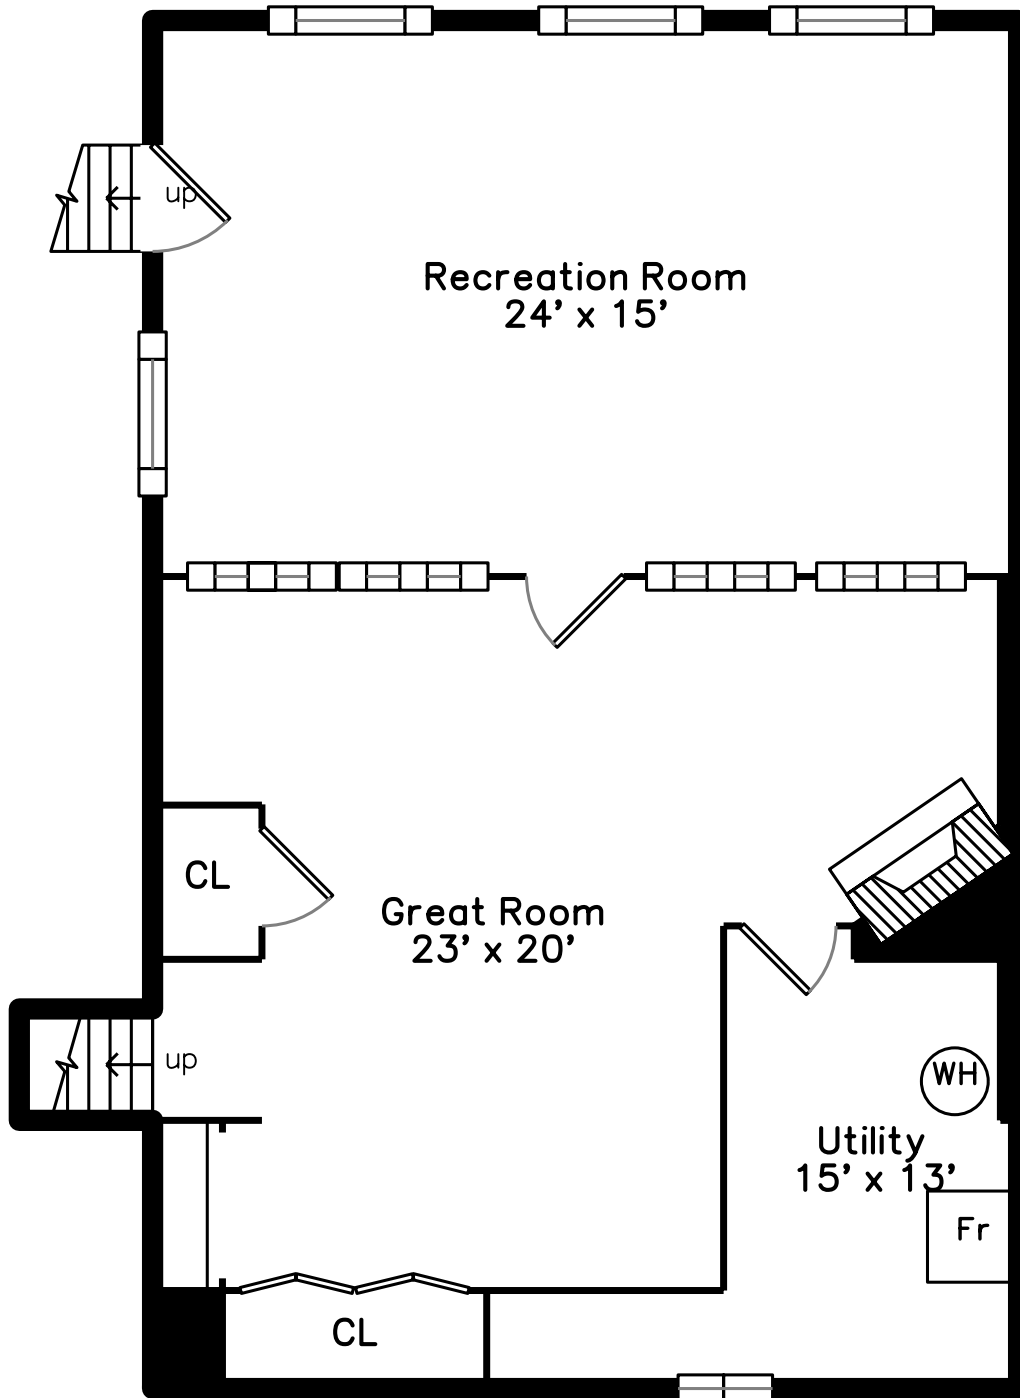 up
Recreation Room
24' x 15'
CL
Great Room
23' x 20'
up
WH
Utility
15' x 13'
Fr
CL